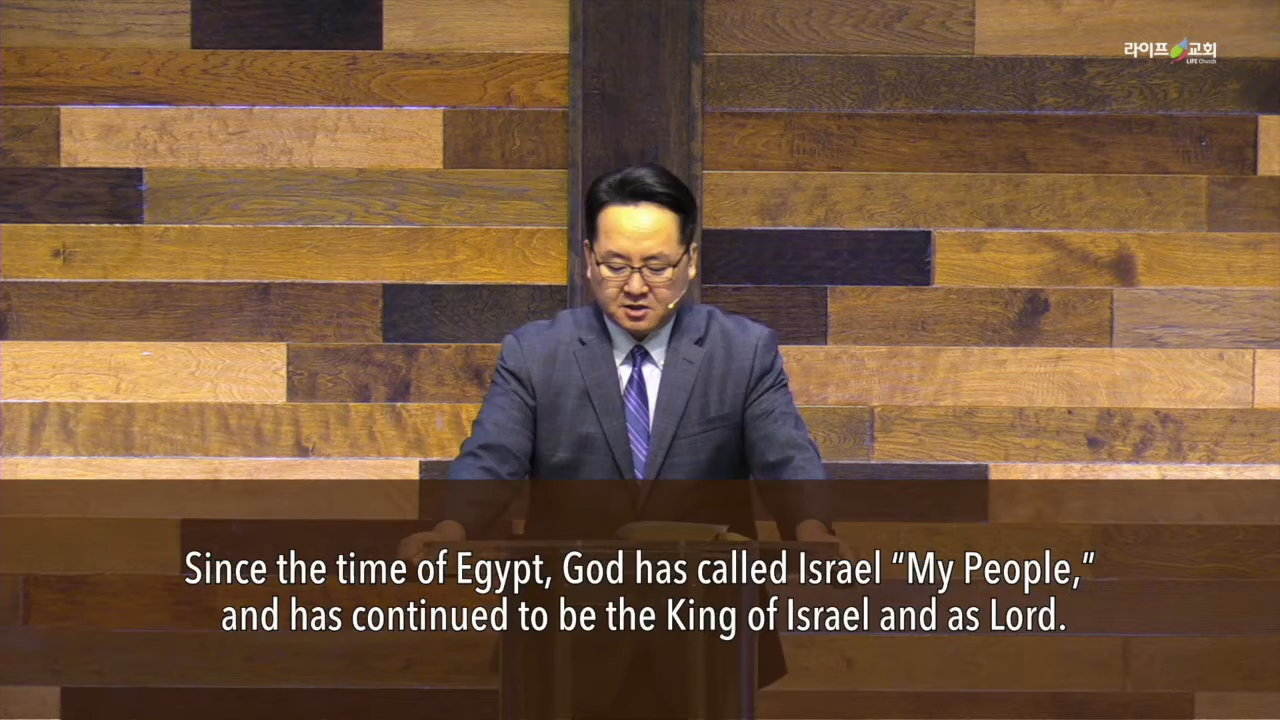 라이프 교회
LIFE Church
Since the time of Egypt, God has called Israel “My People,”
and has continued to be the King of Israel and as Lord.